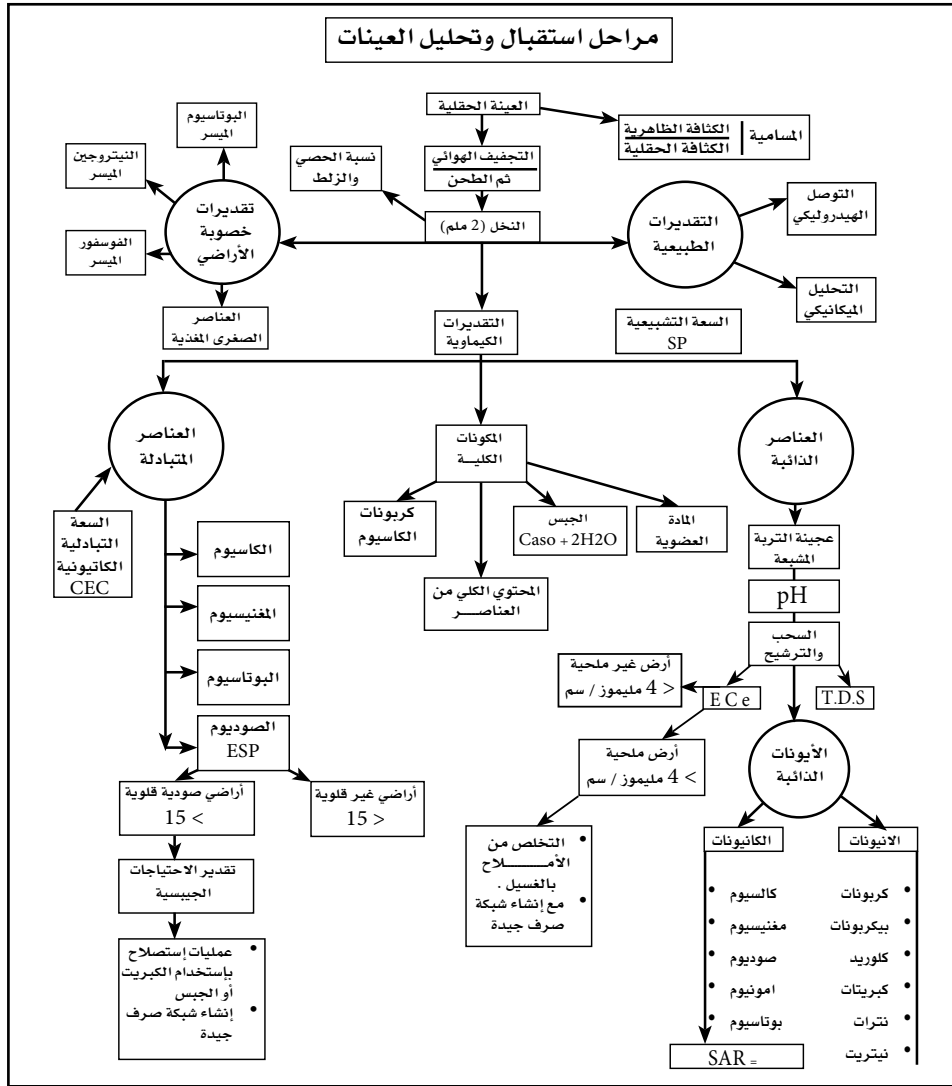 مراحل استقبال وتحليل العينات
العينة الحقلية
المسامية
الكثافة الظاهرية
الكثافة الحقلية
البوتاسيوم
الميسر
النيتروجين
الميسر
نسبة الحصي
والزلط
التجفيف الهوائي
ثم الطحن
التوصل
الهيدروليكي
تقديرات
خصوبة
الأراضي
النخل (2 ملم)
التقديرات
الطبيعية
الفوسفور
الميسر
التحليل
الميكانيكي
العناصر
الصغرى المغذية
التقديرات
الكيماوية
السعة التشبيعية
SP
العناصر
المتبادلة
المكونات
الكليـــة
العناصر
الذائبة
السعة
التبادلية
الكاتيونية
CEC
كربونات
الكاسيوم
الجبس
Caso + 2H2O
المادة
العضوية
عجينة التربة
المشبعة
الكاسيوم
المحتوي الكلي من
العناصـــــر
pH
المغنيسيوم
السحب
والترشيح
البوتاسيوم
أرض غير ملحية
< 4 مليموز / سم
E C e
T.D.S
الصوديوم
ESP
أرض ملحية
> 4 مليموز / سم
الأيونات
الذائبة
أراضي صودية قلوية
15 <
أراضي غير قلوية
15 >
الكانيونات
الانيونات
• التخلص من
الأمـــــــــلاح
بالغسيل .
• مع إنشاء شبكة
صرف جيدة
تقدير الاحتياجات
الجيبسية
• كربونات
• بيكربونات
• كلوريد
• كبريتات
• نترات
• نيتريت
• كالسيوم
• مغنيسيوم
• صوديوم
• امونيوم
• بوتاسيوم
SAR =
• عمليات إستصلاح
بإستخدام الكبريت
أو الجبس
• إنشاء شبكة صرف
جيدة